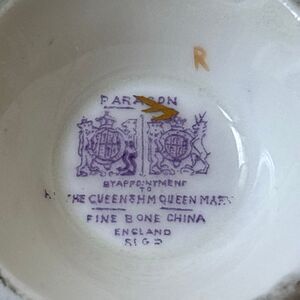 R
PARAGON
BY APPOINTMENT
TO
THE QUEEN & H M QUEEN MARY
FINE BONE CHINA
ENGLAND